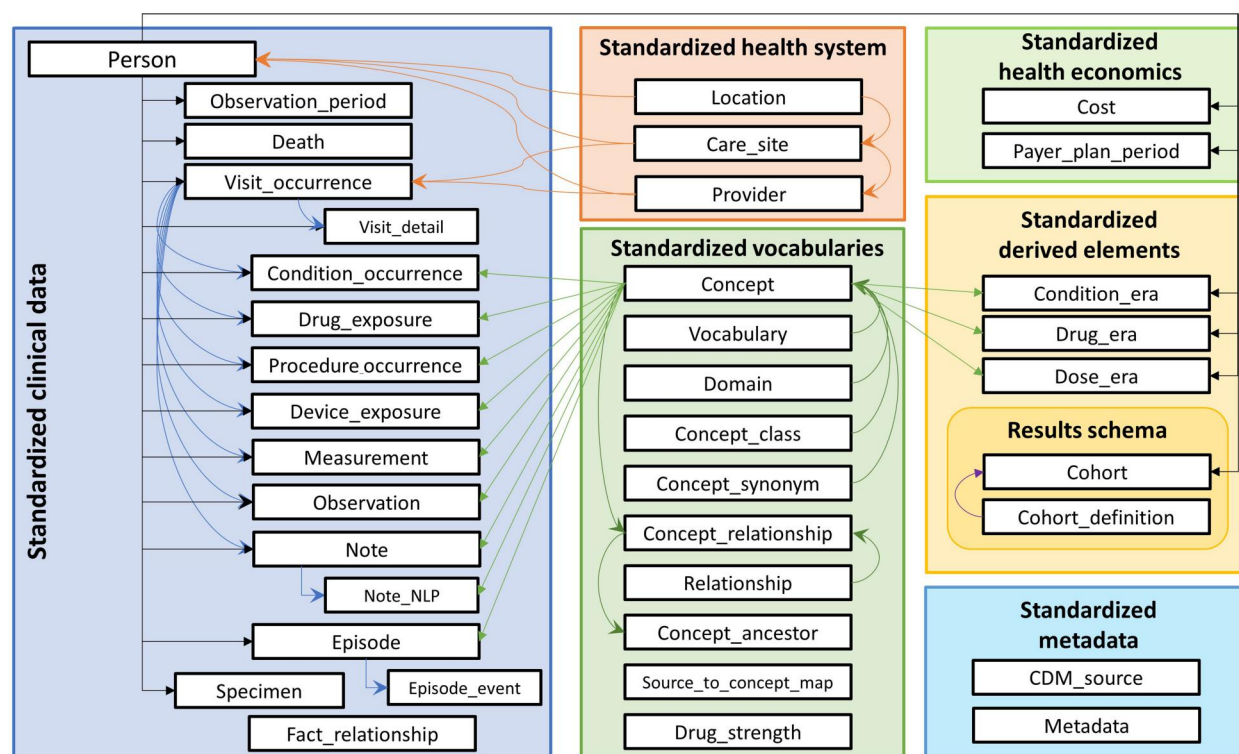 Standardized clinical data
Person
Observation_period
Death
Visit_occurrence
Visit_detail
Condition_occurrence
Drug_exposure
Procedure_occurrence
Device_exposure
Measurement
Observation
Note
Note_NLP
Episode
Episode_event
Specimen
Fact_relationship
Standardized health system
Location
Care_site
Provider
Standardized vocabularies
Concept
Vocabulary
Domain
Concept_class
Concept_synonym
Concept_relationship
Relationship
Concept_ancestor
Source_to_concept_map
Drug_strength
Standardized
health economics
Cost
Payer_plan_period
Standardized
derived elements
Condition_era
Drug_era
Dose_era
Results schema
Cohort
Cohort_definition
Standardized
metadata
CDM_source
Metadata